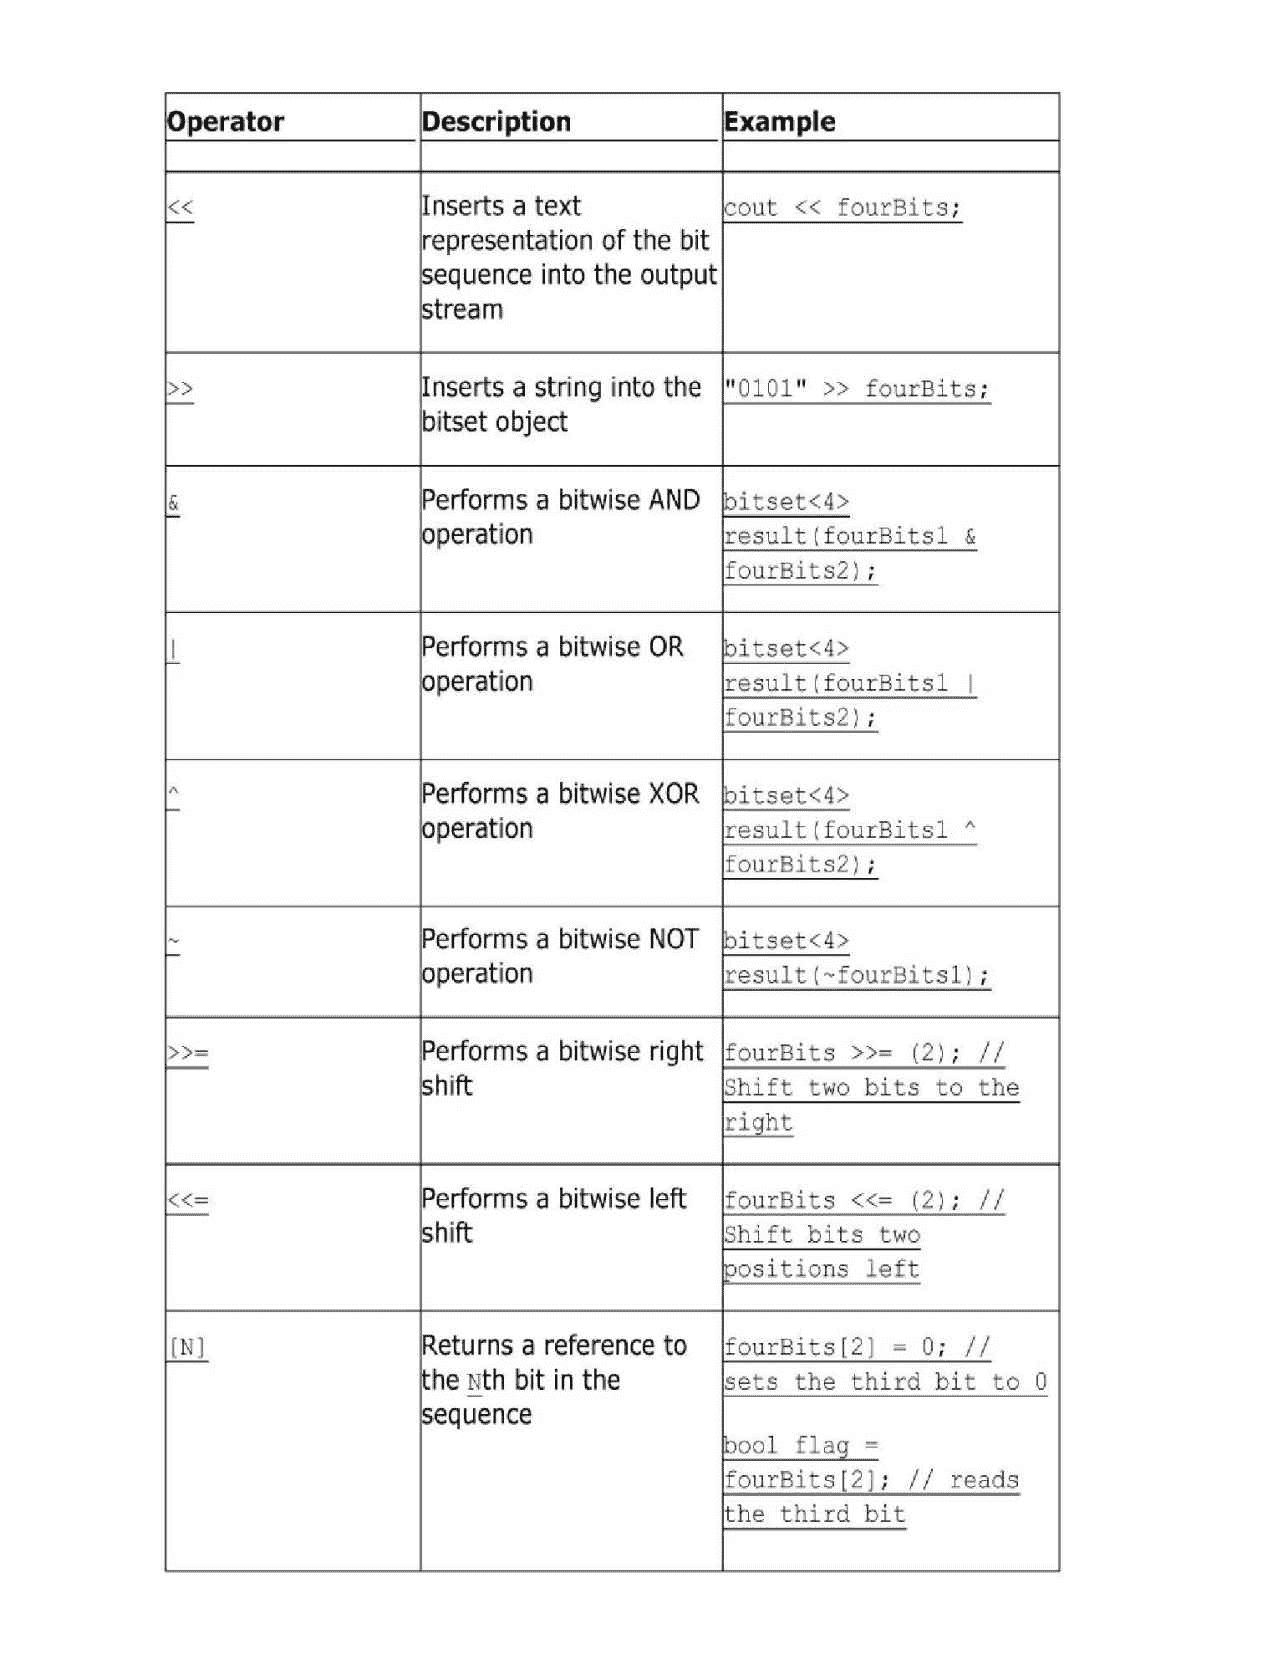 Operator Description Example
<< Inserts a text cout << fourBits;
representation of the bit
sequence into the output
stream
>> Inserts a string into the "0101" >> fourBits;
bitset object
& Performs a bitwise AND bitset<4>
operation result(fourBits1 &
fourBits2);
| Performs a bitwise OR bitset<4>
operation result(fourBits1 |
fourBits2);
^ Performs a bitwise XOR bitset<4>
operation result(fourBits1 ^
fourBits2);
~ Performs a bitwise NOT bitset<4>
operation result(~fourBits1);
>>= Performs a bitwise right fourBits >>= (2); //
shift Shift two bits to the
right
<<= Performs a bitwise left fourBits <<= (2); //
shift Shift bits two
positions left
[N] Returns a reference to fourBits[2] = 0; //
the Nth bit in the sets the third bit to 0
sequence
bool flag =
fourBits[2]; // reads
the third bit